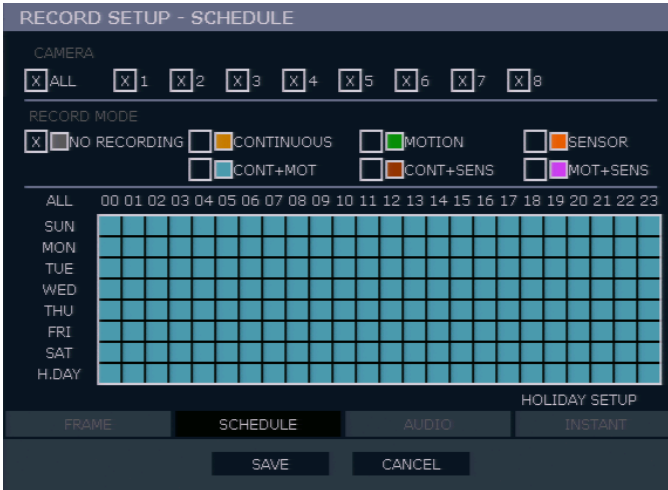 RECORD SETUP - SCHEDULE
CAMERA
X ALL X 1 X 2 X 3 X 4 X 5 X 6 X 7 X 8
RECORD MODE
X NO RECORDING CONTINUOUS MOTION SENSOR
CONT+MOT CONT+SENS MOT+SENS
ALL 00 01 02 03 04 05 06 07 08 09 10 11 12 13 14 15 16 17 18 19 20 21 22 23
SUN
MON
TUE
WED
THU
FRI
SAT
H.DAY
HOLIDAY SETUP
FRAME SCHEDULE AUDIO INSTANT
SAVE CANCEL